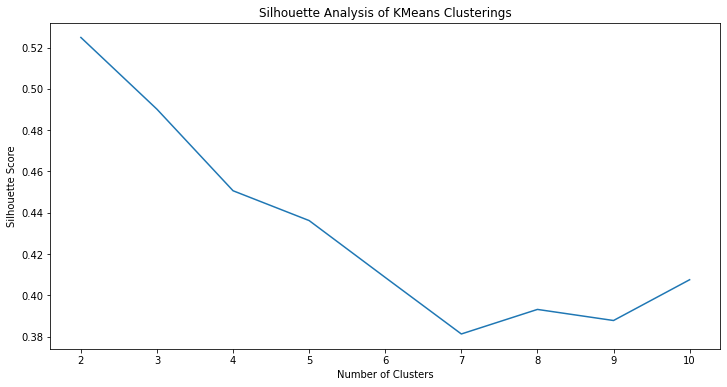 Silhouette Analysis of KMeans Clusterings
0.52
0.50
0.48
0.46
0.44
0.42
0.40
0.38
Silhouette Score
2 3 4 5 6 7 8 9 10
Number of Clusters